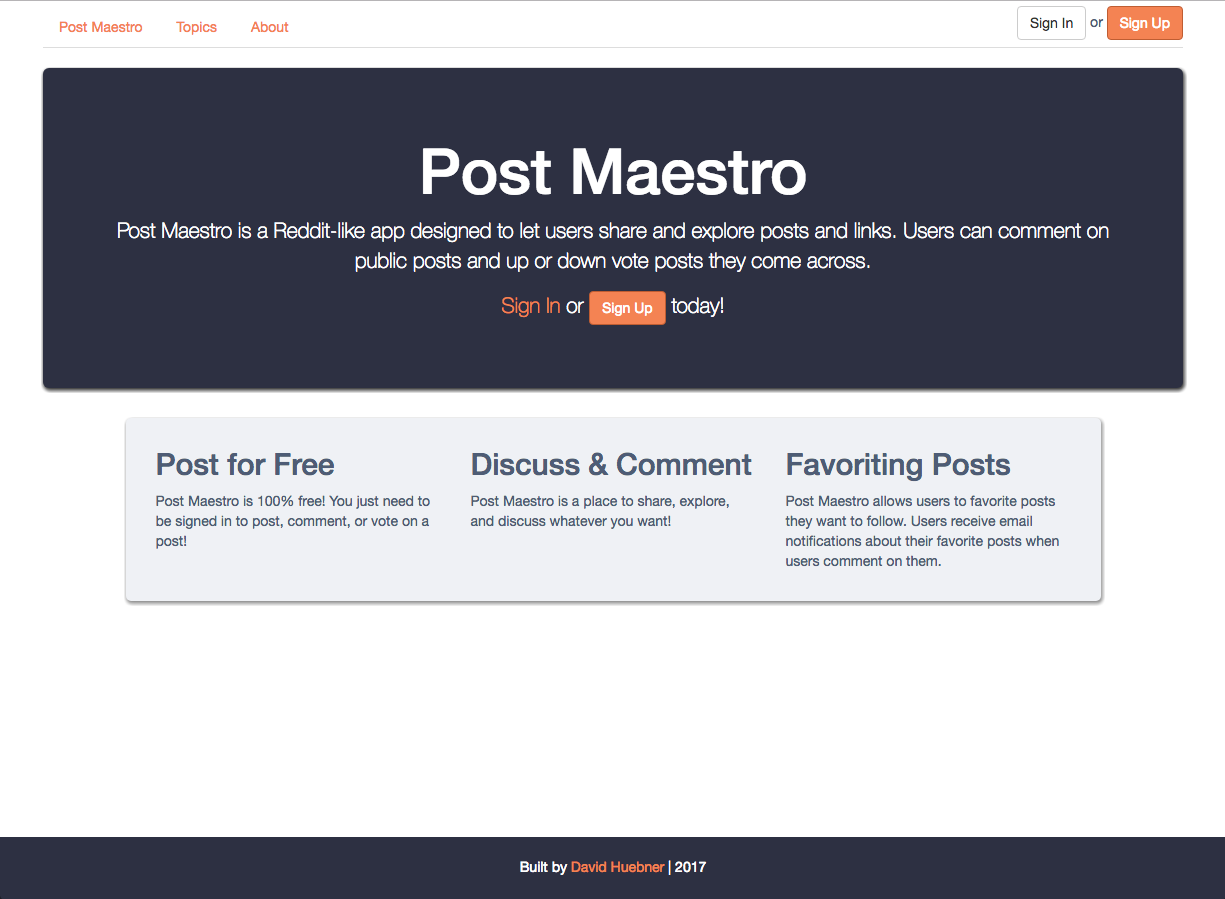 Post Maestro Topics About Sign In or Sign Up
Post Maestro
Post Maestro is a Reddit-like app designed to let users share and explore posts and links. Users can comment on
public posts and up or down vote posts they come across.
Sign In or Sign Up today!
Post for Free
Post Maestro is 100% free! You just need to
be signed in to post, comment, or vote on a
post!
Discuss & Comment
Post Maestro is a place to share, explore,
and discuss whatever you want!
Favoriting Posts
Post Maestro allows users to favorite posts
they want to follow. Users receive email
notifications about their favorite posts when
users comment on them.
Built by David Huebner | 2017